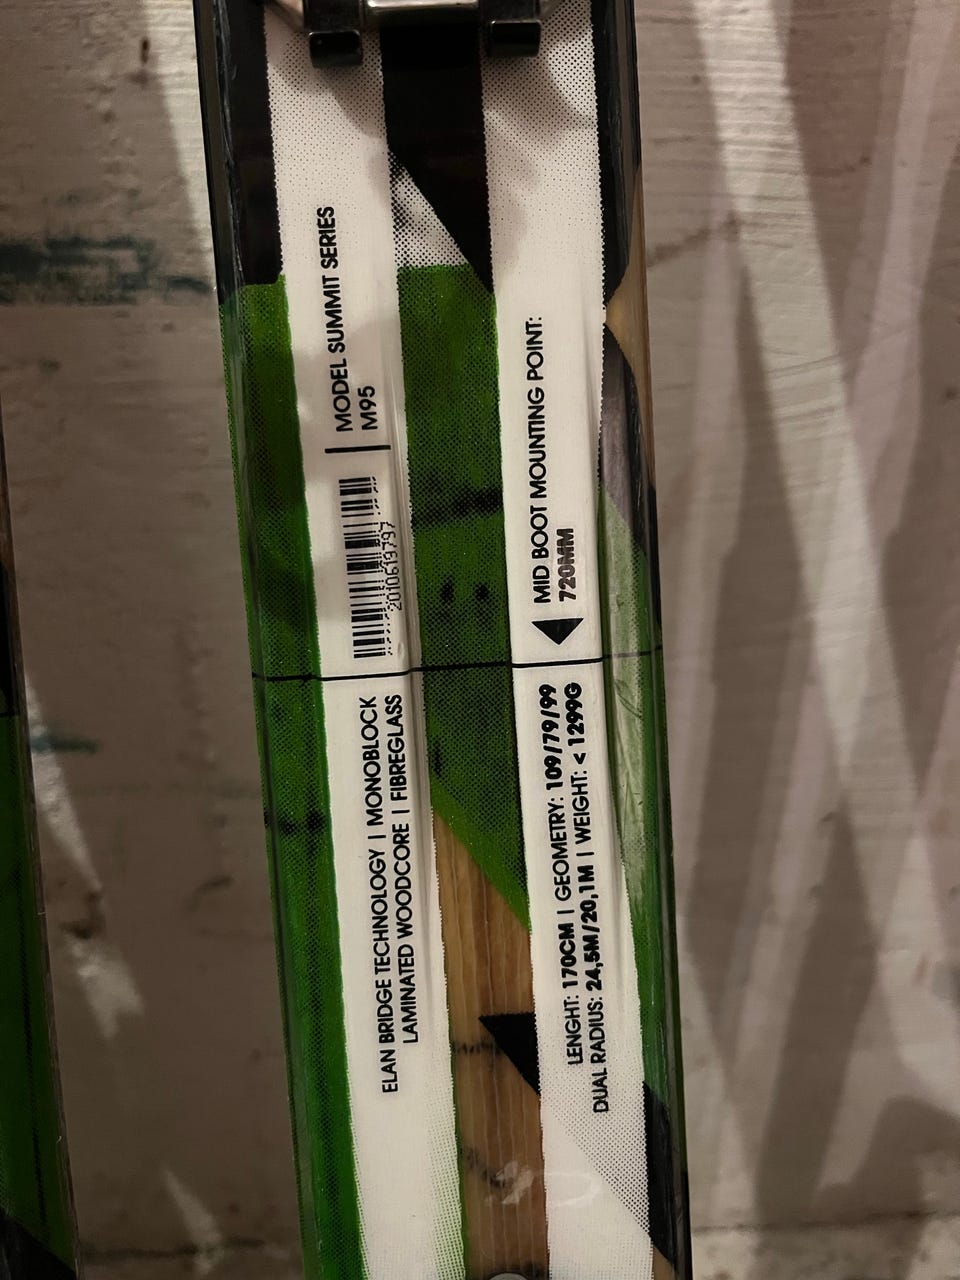 MODEL SUMMIT SERIES
M95
2010619797
ELAN BRIDGE TECHNOLOGY | MONOBLOCK
LAMINATED WOODCORE | FIBREGLASS
MID BOOT MOUNTING POINT:
720MM
LENGHT: 170CM | GEOMETRY: 109/79/99
DUAL RADIUS: 24,5M/20,1M | WEIGHT: < 1299G